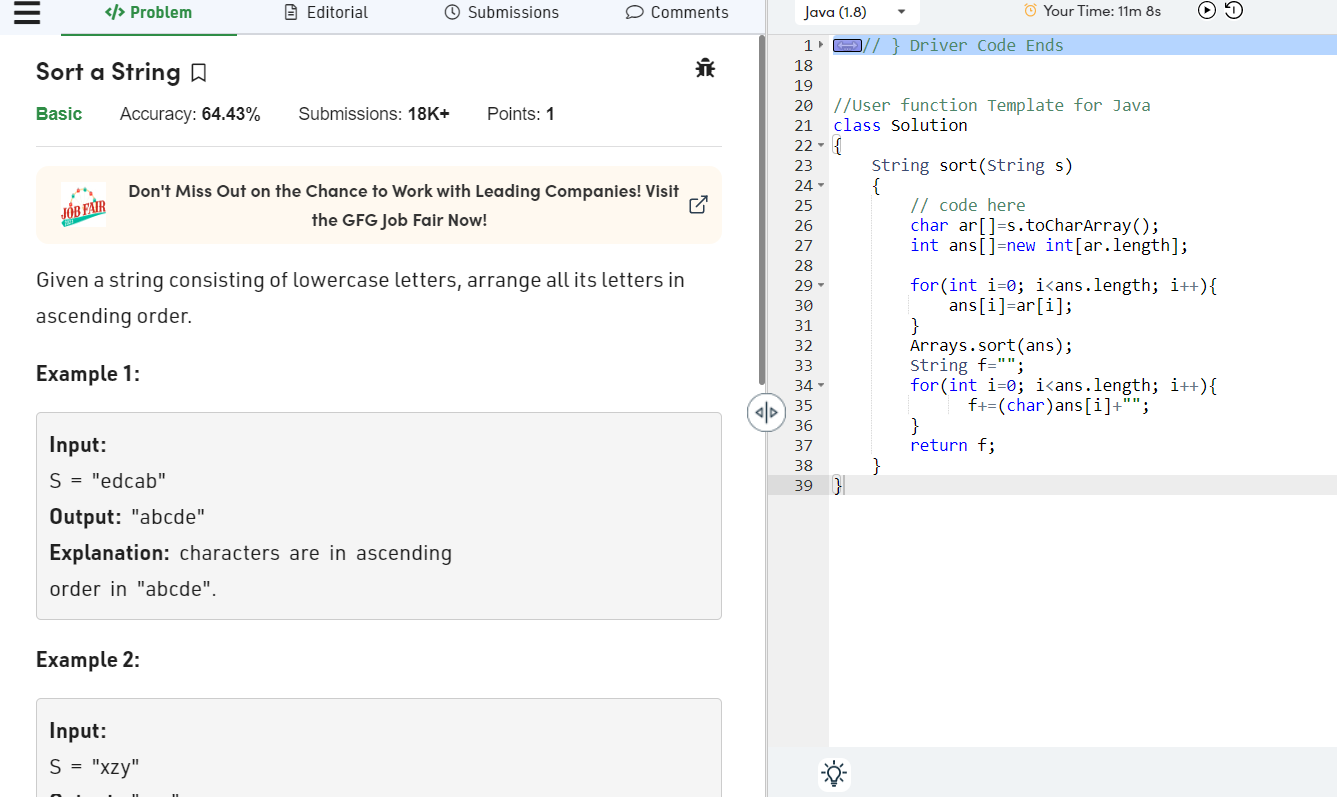 Problem Editorial Submissions Comments
Sort a String
Basic Accuracy: 64.43% Submissions: 18K+ Points: 1
JOB FAIR
Don't Miss Out on the Chance to Work with Leading Companies! Visit
the GFG Job Fair Now!
Given a string consisting of lowercase letters, arrange all its letters in
ascending order.
Example 1:
Input:
S = "edcab"
Output: "abcde"
Explanation: characters are in ascending
order in "abcde".
Example 2:
Input:
S = "xzy"
Java (1.8) Your Time: 11m 8s
1 // } Driver Code Ends
18
19
20 //User function Template for Java
21 class Solution
22 {
23 String sort(String s)
24 {
25 // code here
26 char ar[]=s.toCharArray();
27 int ans[]=new int[ar.length];
28
29 for(int i=0; i<ans.length; i++){
30 ans[i]=ar[i];
31 }
32 Arrays.sort(ans);
33 String f="";
34 for(int i=0; i<ans.length; i++){
35 f+=(char)ans[i]+"";
36 }
37 return f;
38 }
39 }